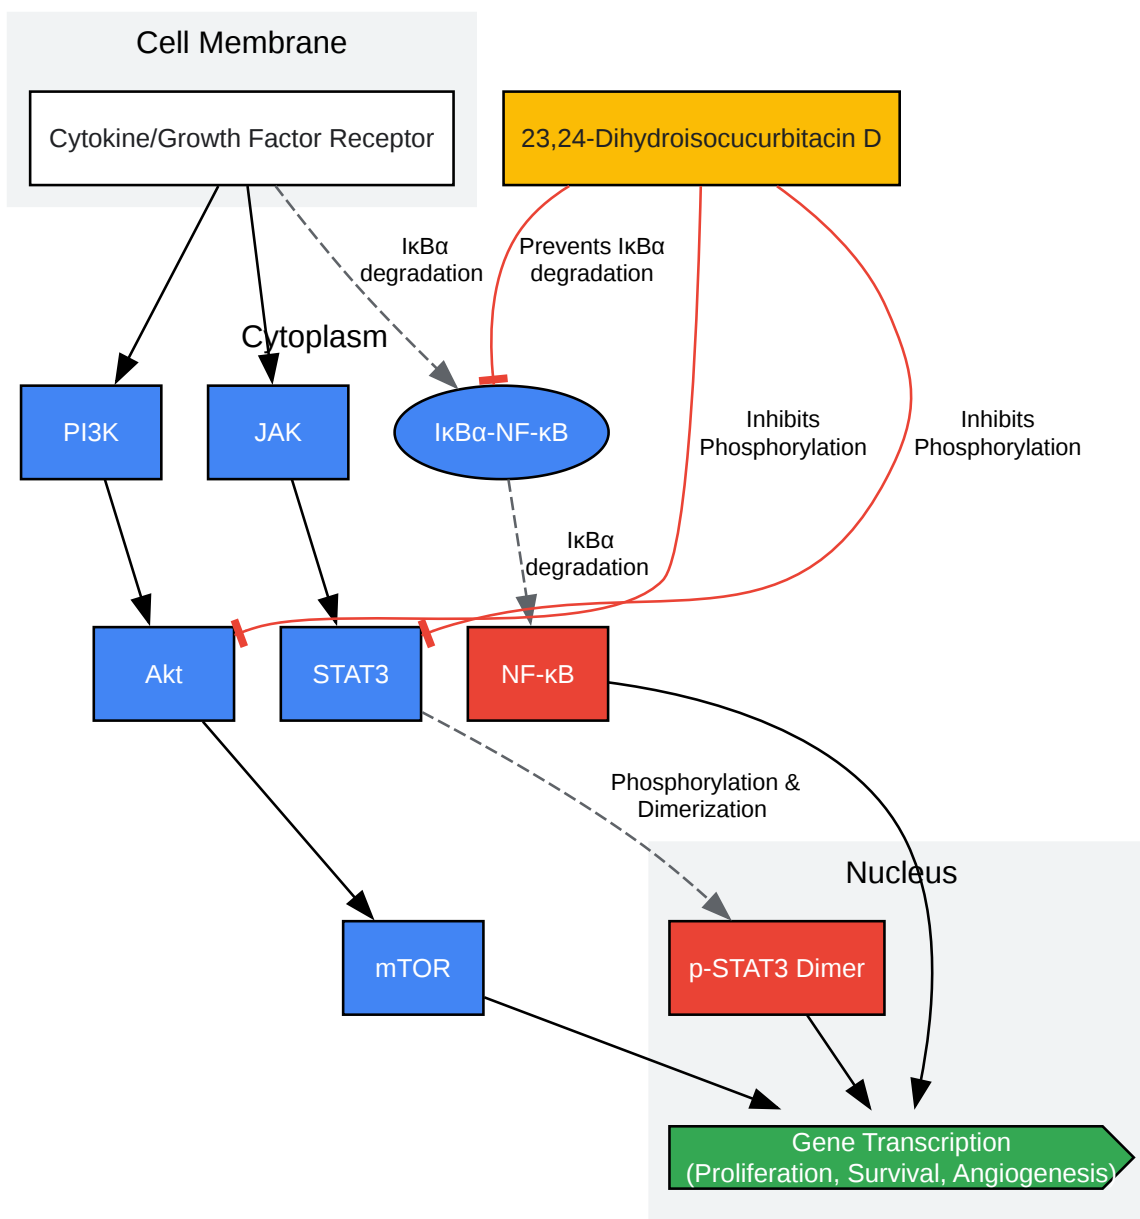 Cell Membrane
Cytokine/Growth Factor Receptor
23,24-Dihydroisocucurbitacin D
IκBα
degradation
Prevents IκBα
degradation
Cytoplasm
PI3K
JAK
IκBα-NF-κB
Inhibits
Phosphorylation
Inhibits
Phosphorylation
IκBα
degradation
Akt
STAT3
NF-κB
Phosphorylation &
Dimerization
Nucleus
mTOR
p-STAT3 Dimer
Gene Transcription
(Proliferation, Survival, Angiogenesis)